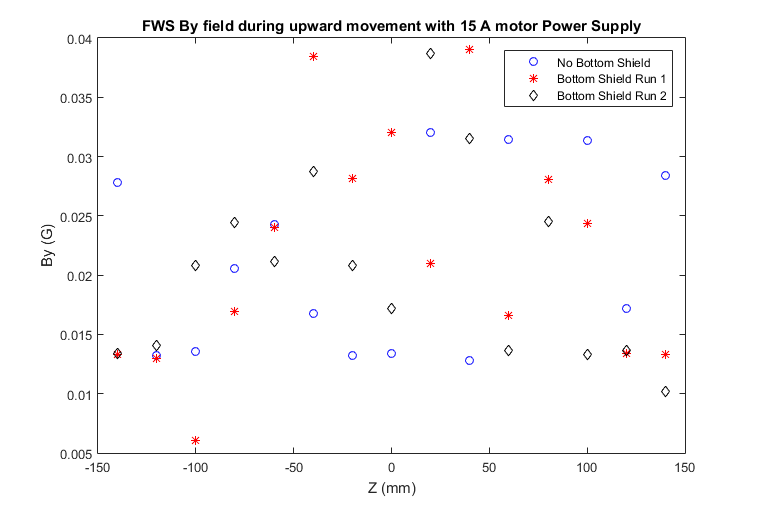 FWS By field during upward movement with 15 A motor Power Supply
0.04
0.035
0.03
0.025
0.02
0.015
0.01
0.005
By (G)
No Bottom Shield
Bottom Shield Run 1
Bottom Shield Run 2
-150
-100
-50
0
50
100
150
Z (mm)